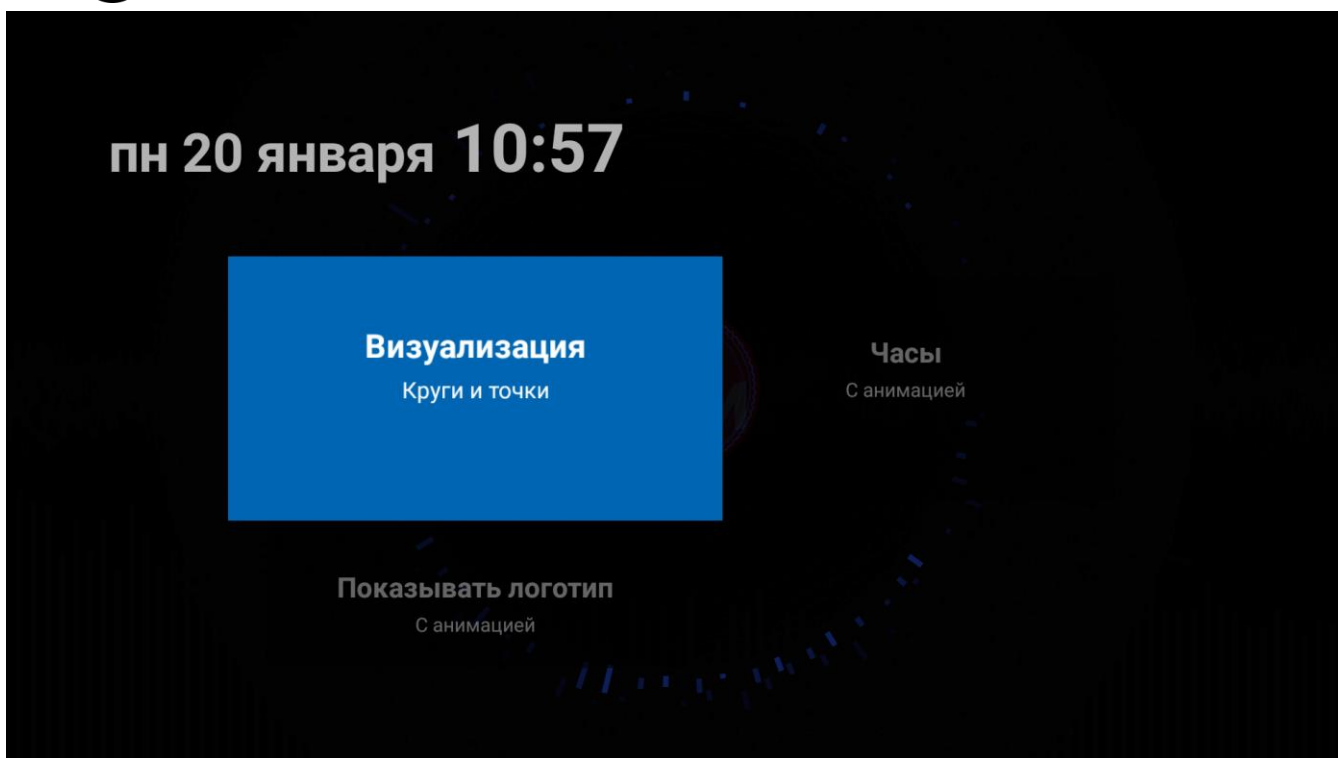 пн 20 января 10:57
Визуализация
Круги и точки
Часы
С анимацией
Показывать логотип
С анимацией